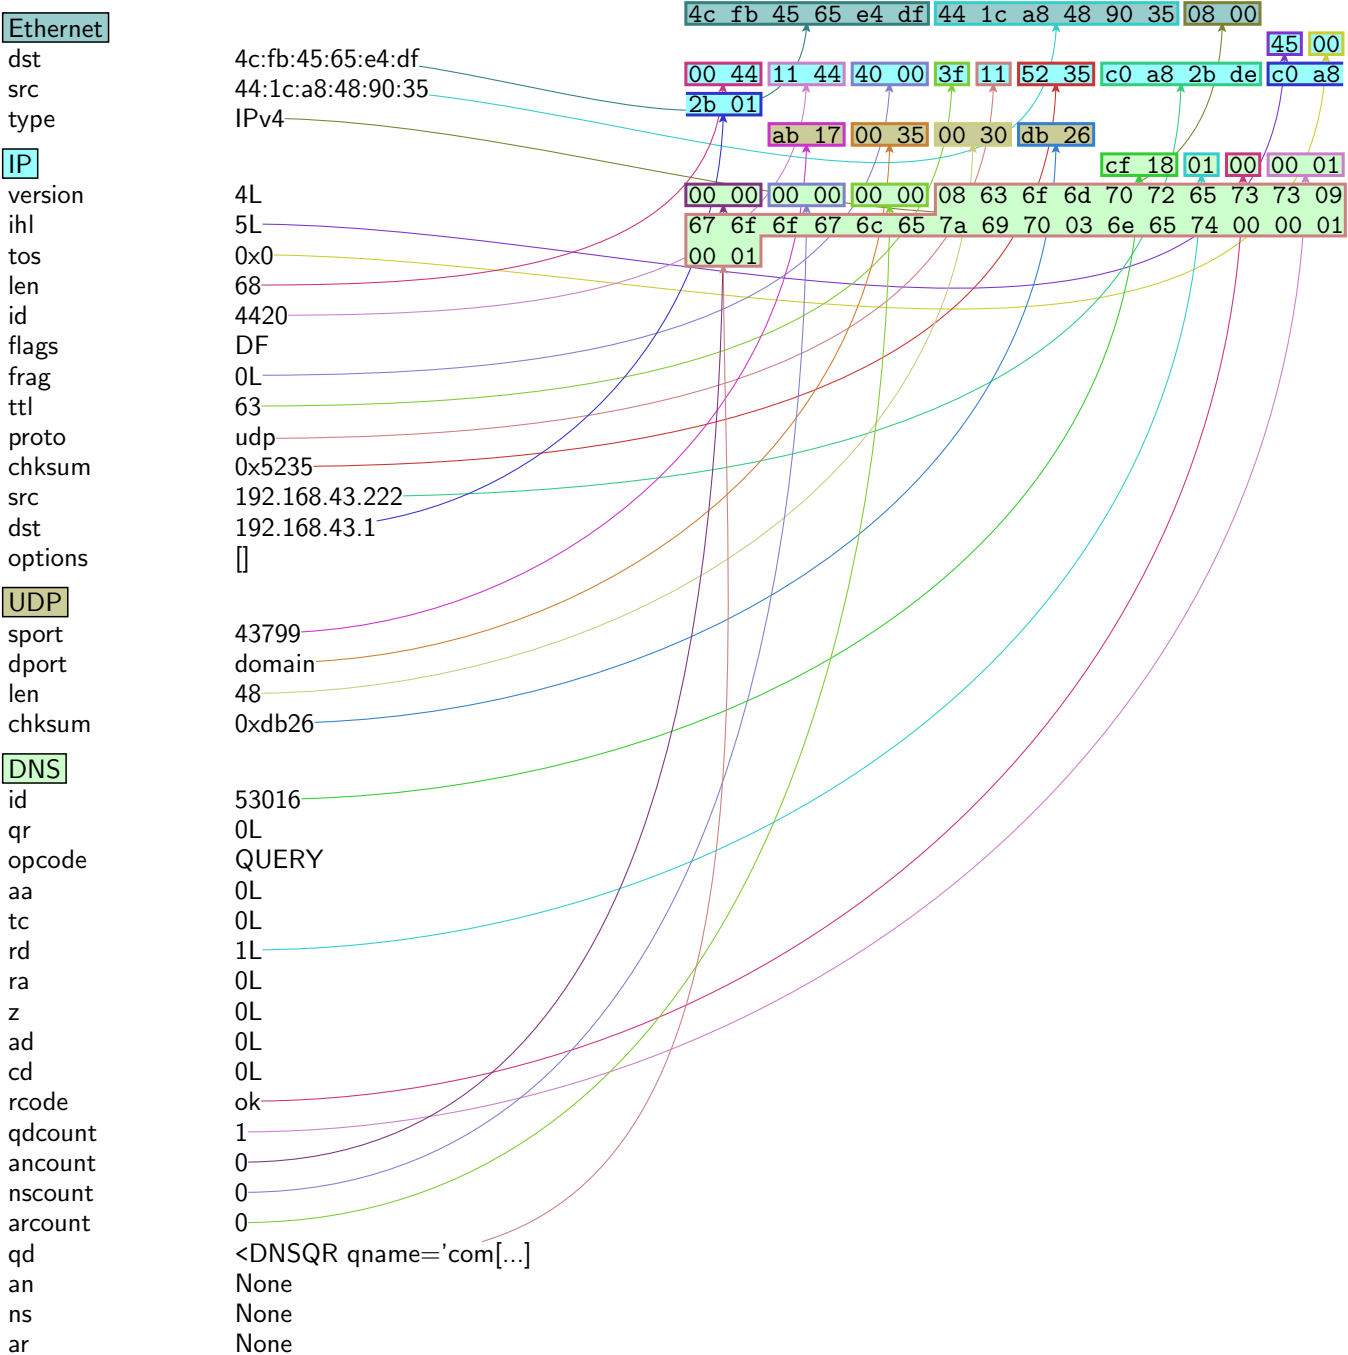 Ethernet
dst 4c:fb:45:65:e4:df
src 44:1c:a8:48:90:35
type IPv4
IP
version 4L
ihl 5L
tos 0x0
len 68
id 4420
flags DF
frag 0L
ttl 63
proto udp
chksum 0x5235
src 192.168.43.222
dst 192.168.43.1
options []
UDP
sport 43799
dport domain
len 48
chksum 0xdb26
DNS
id 53016
qr 0L
opcode QUERY
aa 0L
tc 0L
rd 1L
ra 0L
z 0L
ad 0L
cd 0L
rcode ok
qdcount 1
ancount 0
nscount 0
arcount 0
qd <DNSQR qname='com[...]
an None
ns None
ar None
4c fb 45 65 e4 df 44 1c a8 48 90 35 08 00
45 00
00 44 11 44 40 00 3f 11 52 35 c0 a8 2b de c0 a8
2b 01
ab 17 00 35 00 30 db 26
cf 18 01 00 00 01
00 00 00 00 00 00 08 63 6f 6d 70 72 65 73 73 09
67 6f 6f 67 6c 65 7a 69 70 03 6e 65 74 00 00 01
00 01